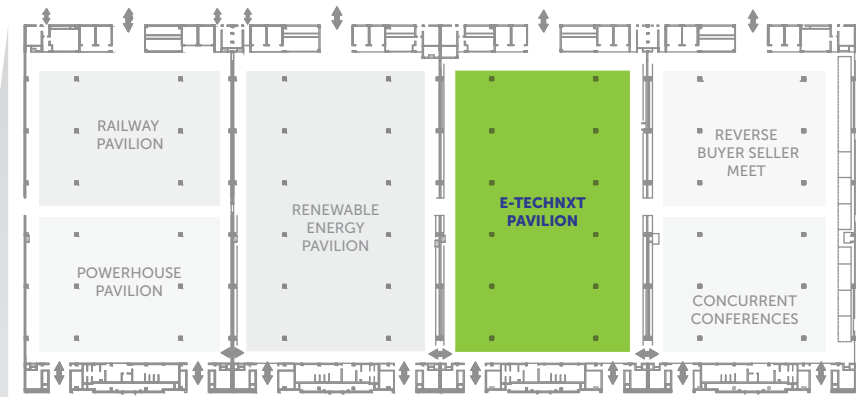 RAILWAY
PAVILION
POWERHOUSE
PAVILION
RENEWABLE
ENERGY
PAVILION
E-TECHNXT
PAVILION
REVERSE
BUYER SELLER
MEET
CONCURRENT
CONFERENCES